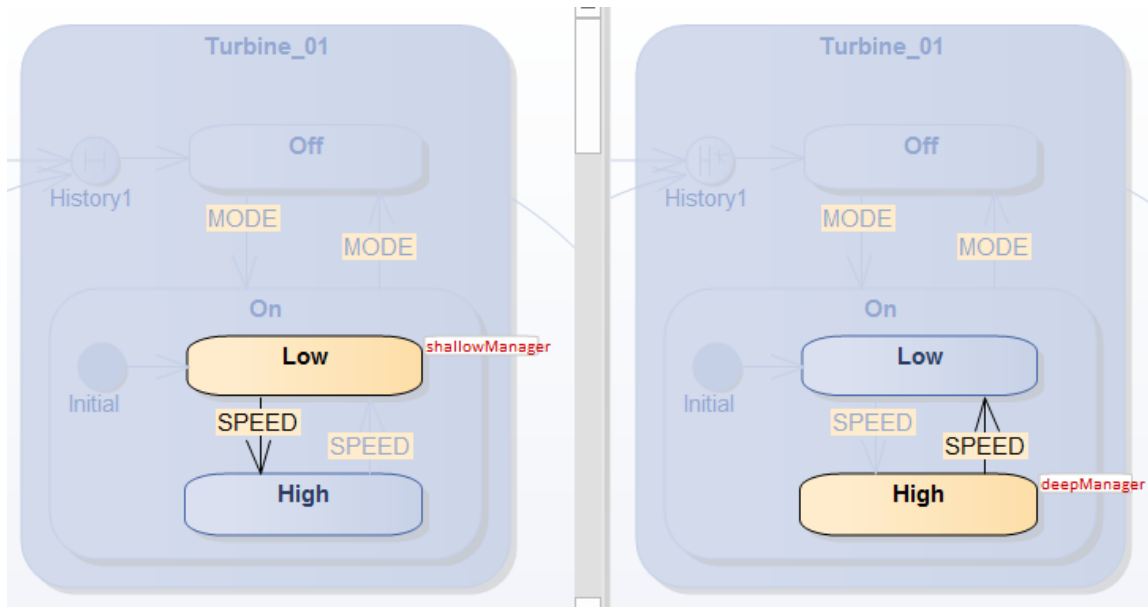 Turbine_01
H
Off
History1
MODE
MODE
On
Low
shallowManager
Initial
SPEED
SPEED
High
Turbine_01
H*
Off
History1
MODE
MODE
On
Low
Initial
SPEED
SPEED
High
deepManager